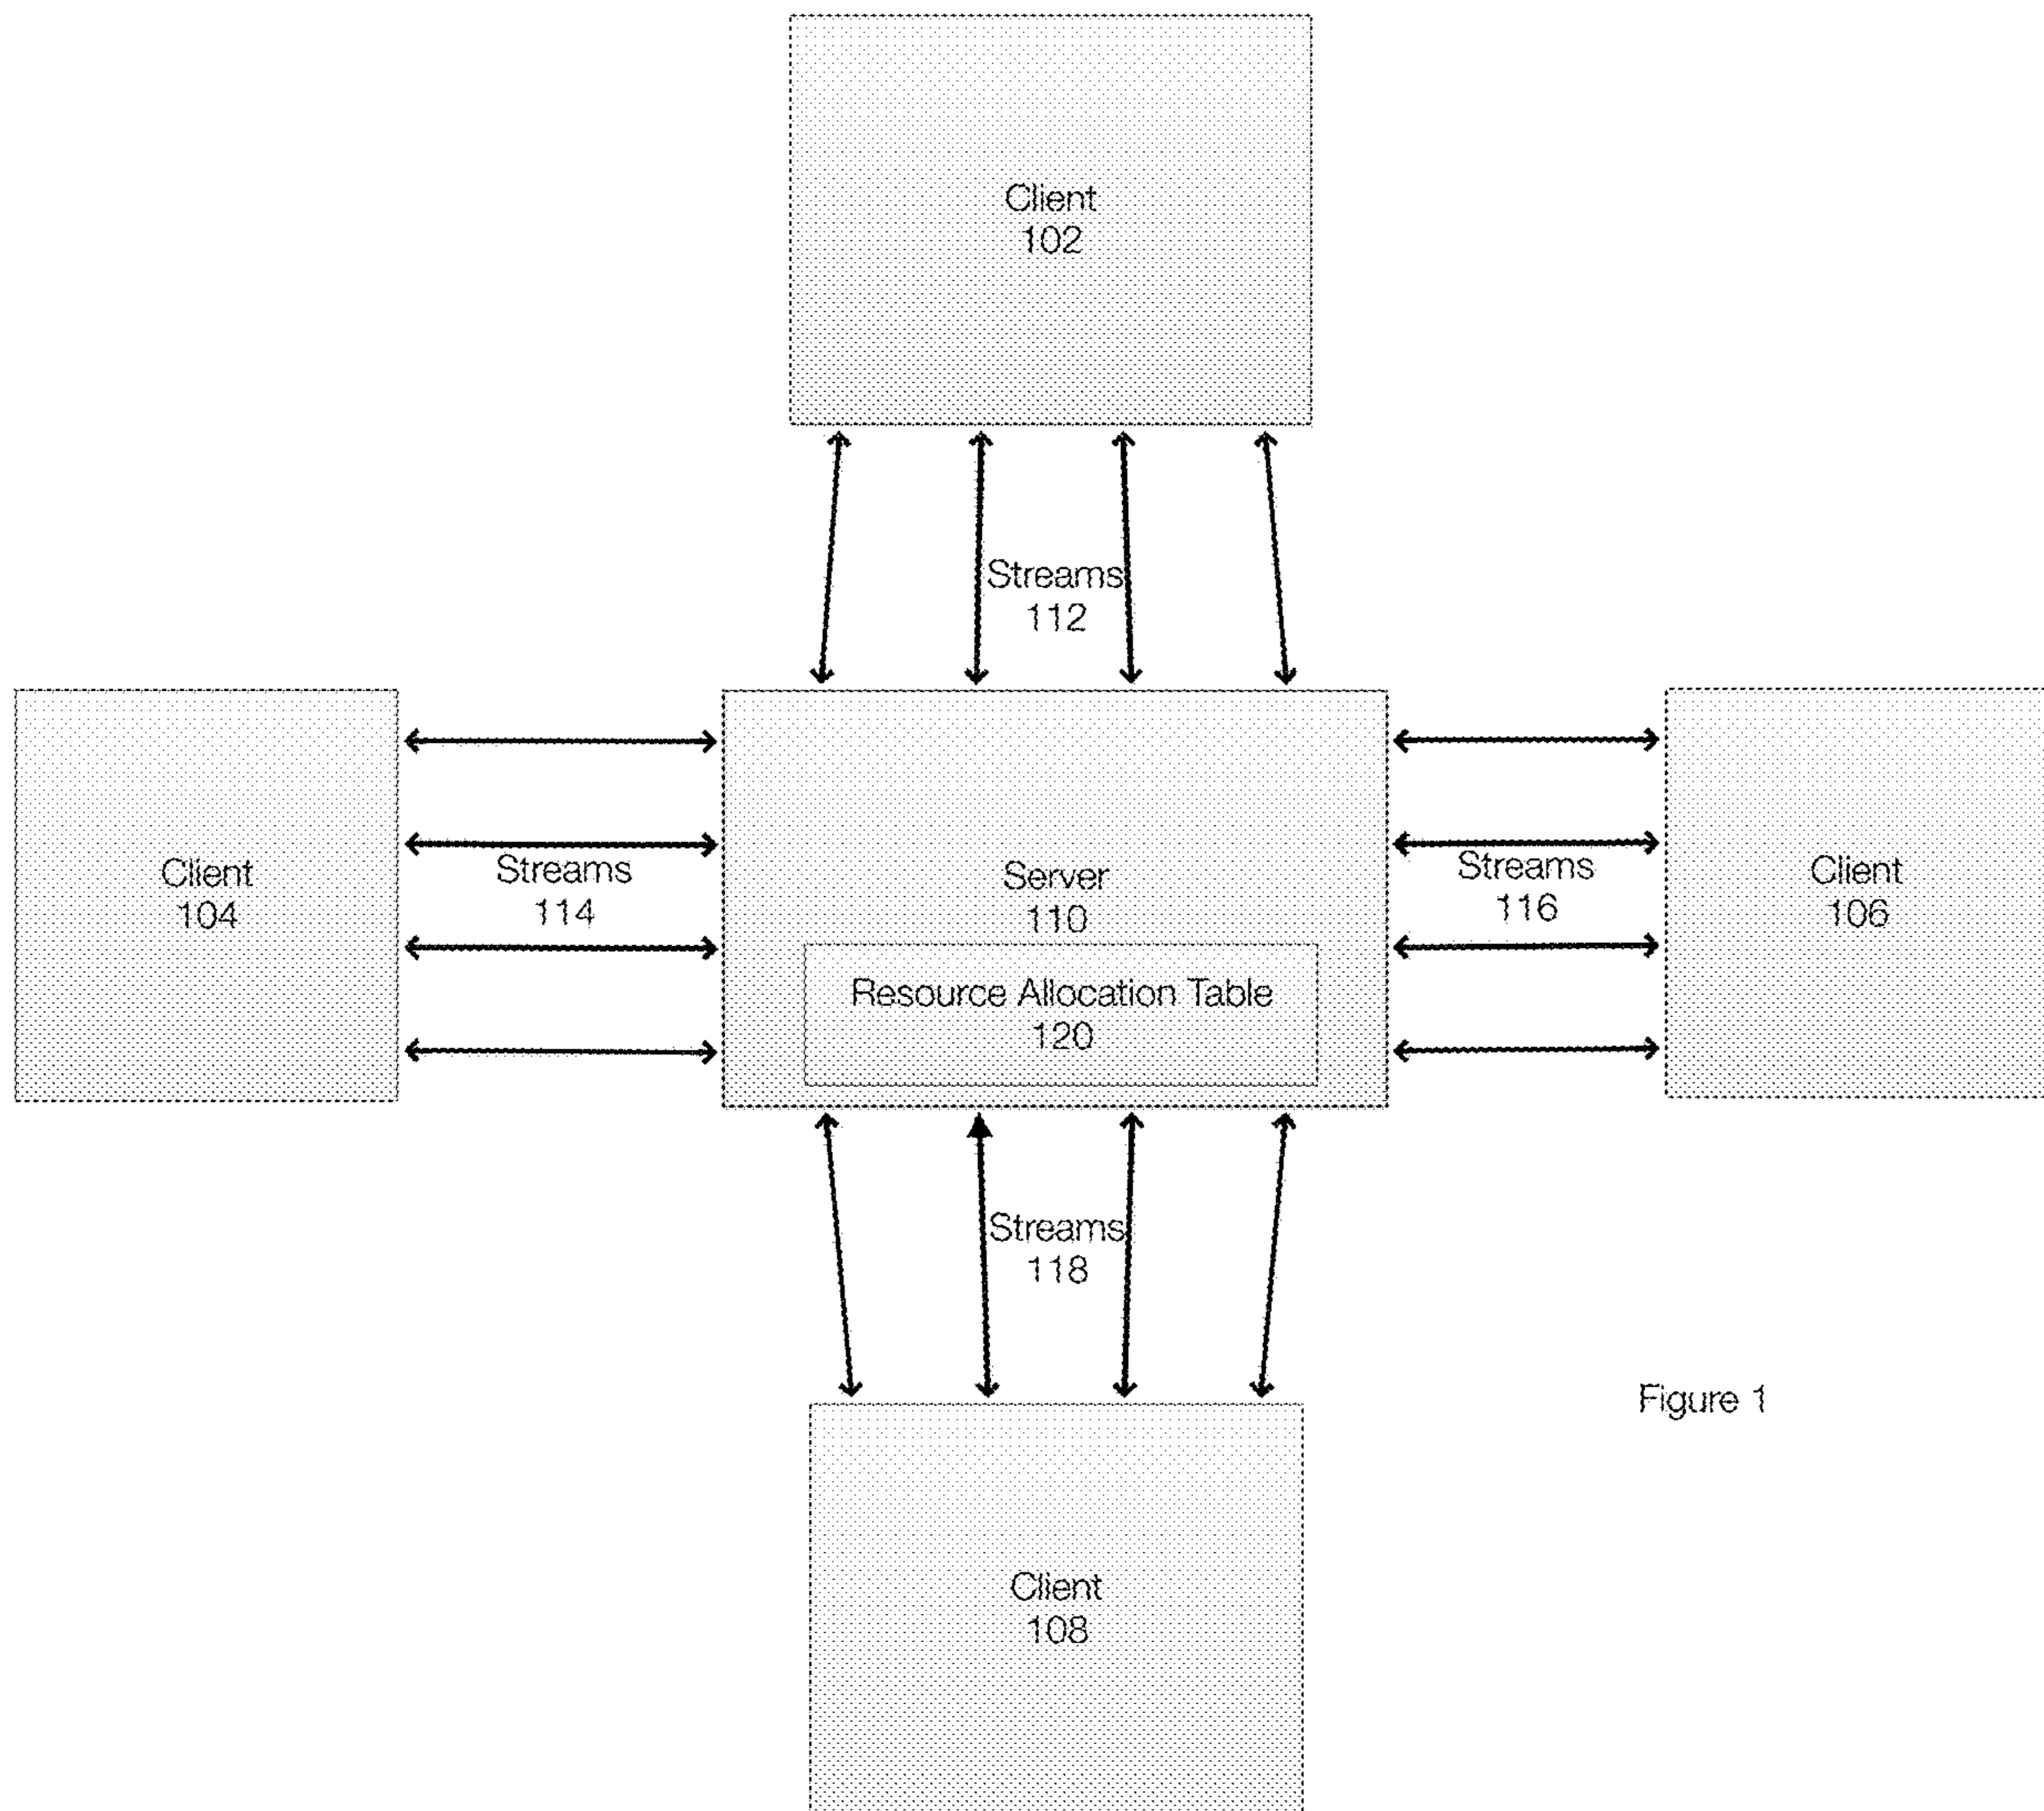 Client
102
Streams
112
Client
104
Streams
114
Server
110
Resource Allocation Table
120
Streams
116
Client
106
Streams
118
Client
108
Figure 1